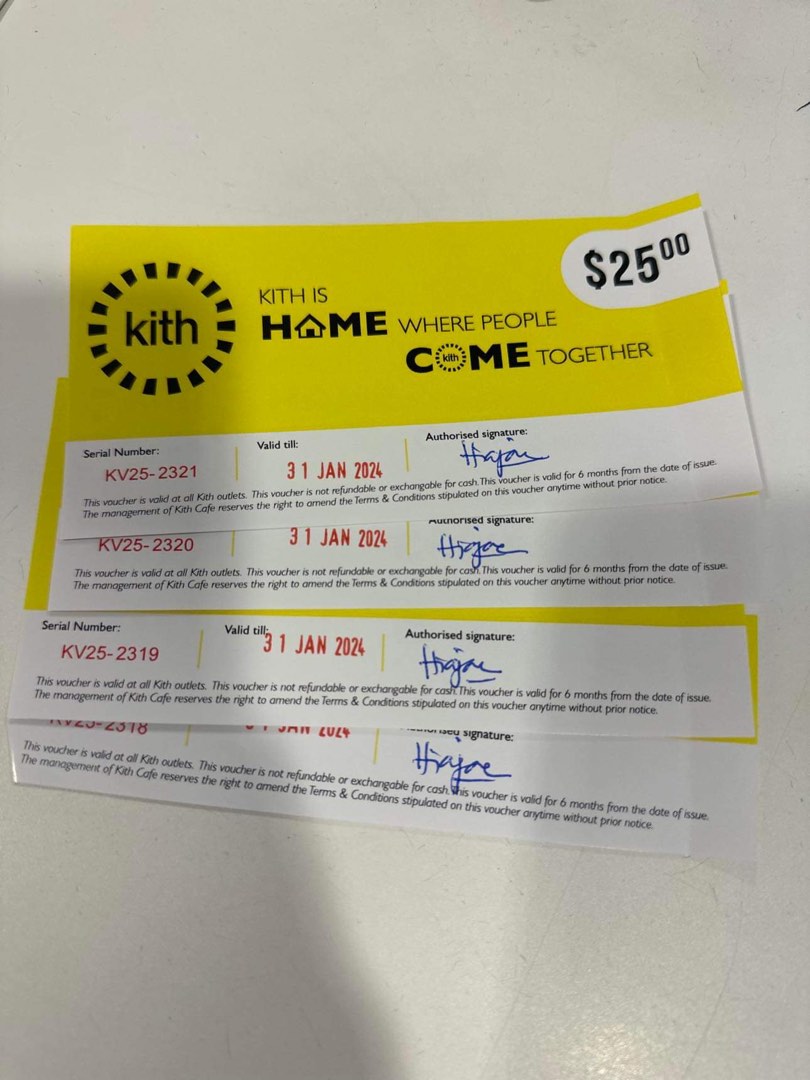 $25⁰⁰
kith
KITH IS
HOME WHERE PEOPLE
COME TOGETHER
kith
Serial Number:
Valid till:
Authorised signature:
KV25-2321
31 JAN 2024
This voucher is valid at all Kith outlets. This voucher is not refundable or exchangable for cash. This voucher is valid for 6 months from the date of issue.
The management of Kith Cafe reserves the right to amend the Terms & Conditions stipulated on this voucher anytime without prior notice.
Authorised signature:
KV25-2320
31 JAN 2024
This voucher is valid at all Kith outlets. This voucher is not refundable or exchangable for cash. This voucher is valid for 6 months from the date of issue.
The management of Kith Cafe reserves the right to amend the Terms & Conditions stipulated on this voucher anytime without prior notice.
Serial Number:
Valid till:
Authorised signature:
KV25-2319
31 JAN 2024
This voucher is valid at all Kith outlets. This voucher is not refundable or exchangable for cash. This voucher is valid for 6 months from the date of issue.
The management of Kith Cafe reserves the right to amend the Terms & Conditions stipulated on this voucher anytime without prior notice.
KV25-2318
31 JAN 2024
signature:
This voucher is valid at all Kith outlets. This voucher is not refundable or exchangable for cash. This voucher is valid for 6 months from the date of issue.
The management of Kith Cafe reserves the right to amend the Terms & Conditions stipulated on this voucher anytime without prior notice.